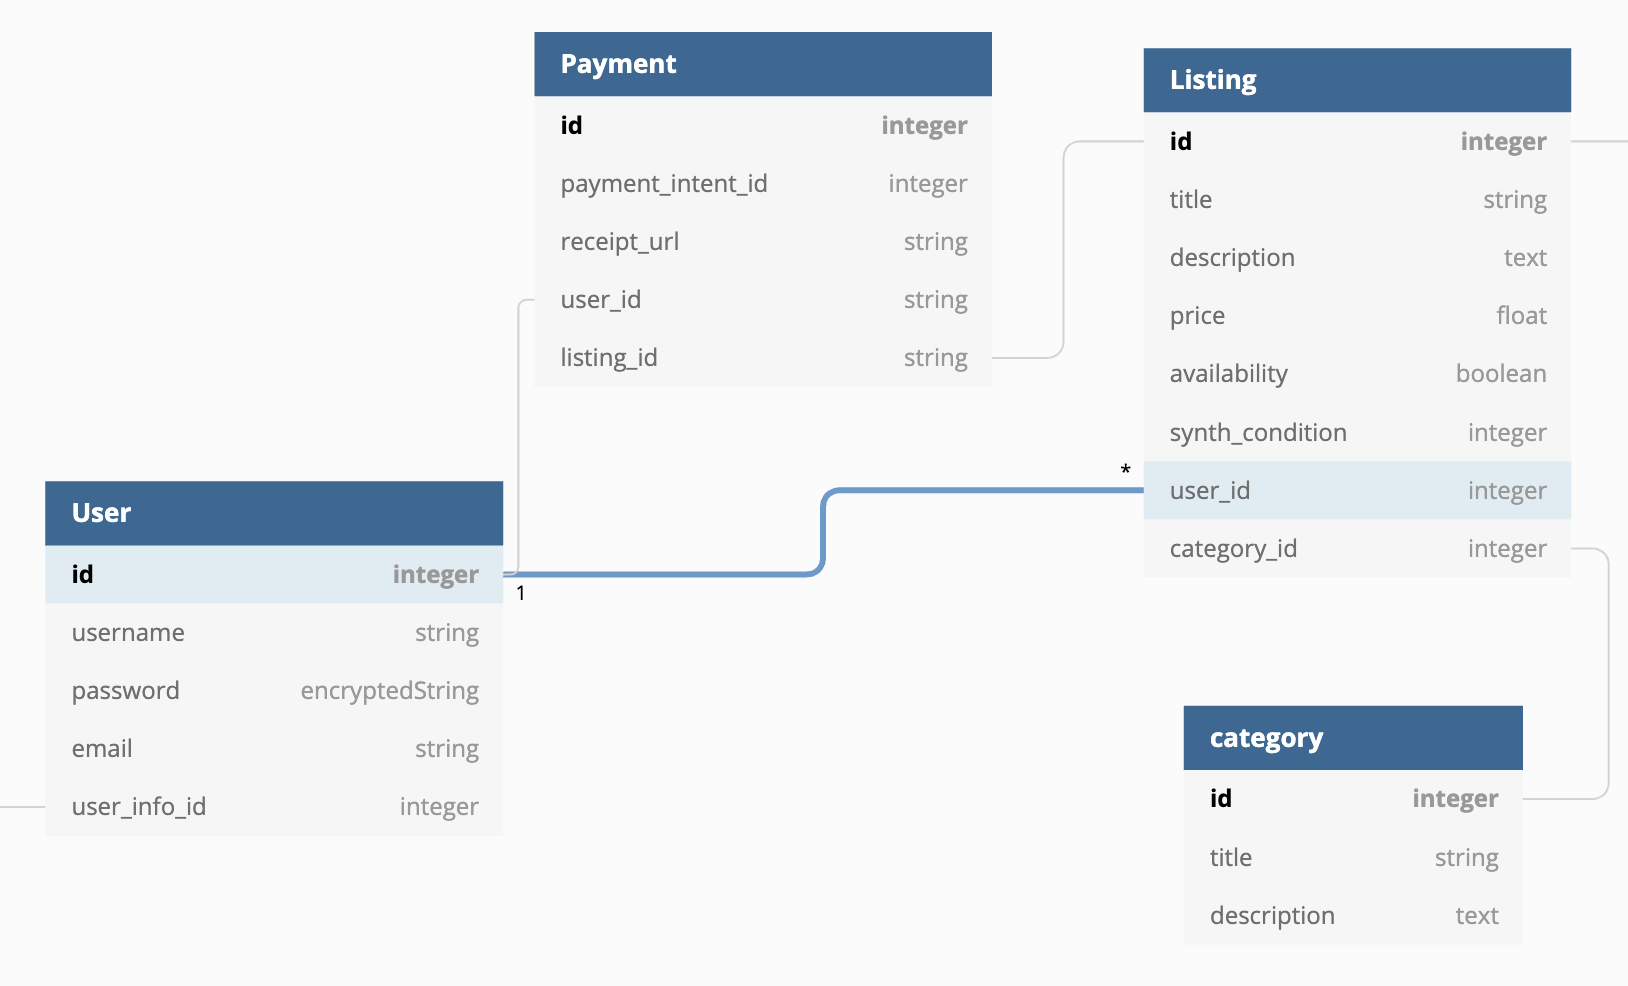 Payment
id integer
payment_intent_id integer
receipt_url string
user_id string
listing_id string
Listing
id integer
title string
description text
price float
availability boolean
synth_condition integer
* user_id integer
category_id integer
User
id integer
1
username string
password encryptedString
email string
user_info_id integer
category
id integer
title string
description text